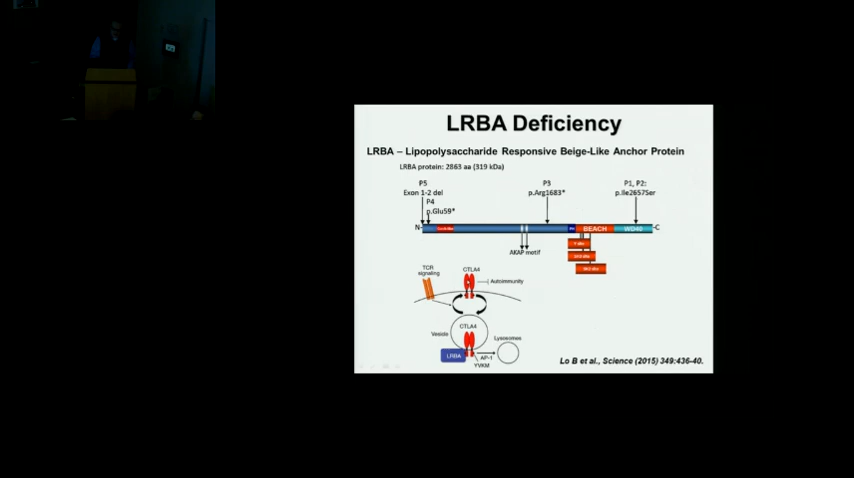 LRBA Deficiency
LRBA – Lipopolysaccharide Responsive Beige-Like Anchor Protein
LRBA protein: 2863 aa (319 kDa)
P5
Exon 1-2 del
P4
p.Glu59*
P3
p.Arg1683*
P1, P2:
p.Ile2657Ser
N
BEACH
WD40
C
AKAP motif
TCR
signaling
CTLA4
Autoimmunity
Vesicle
CTLA4
Lysosomes
LRBA
AP-1
YVKM
Lo B et al., Science (2015) 349:436-40.